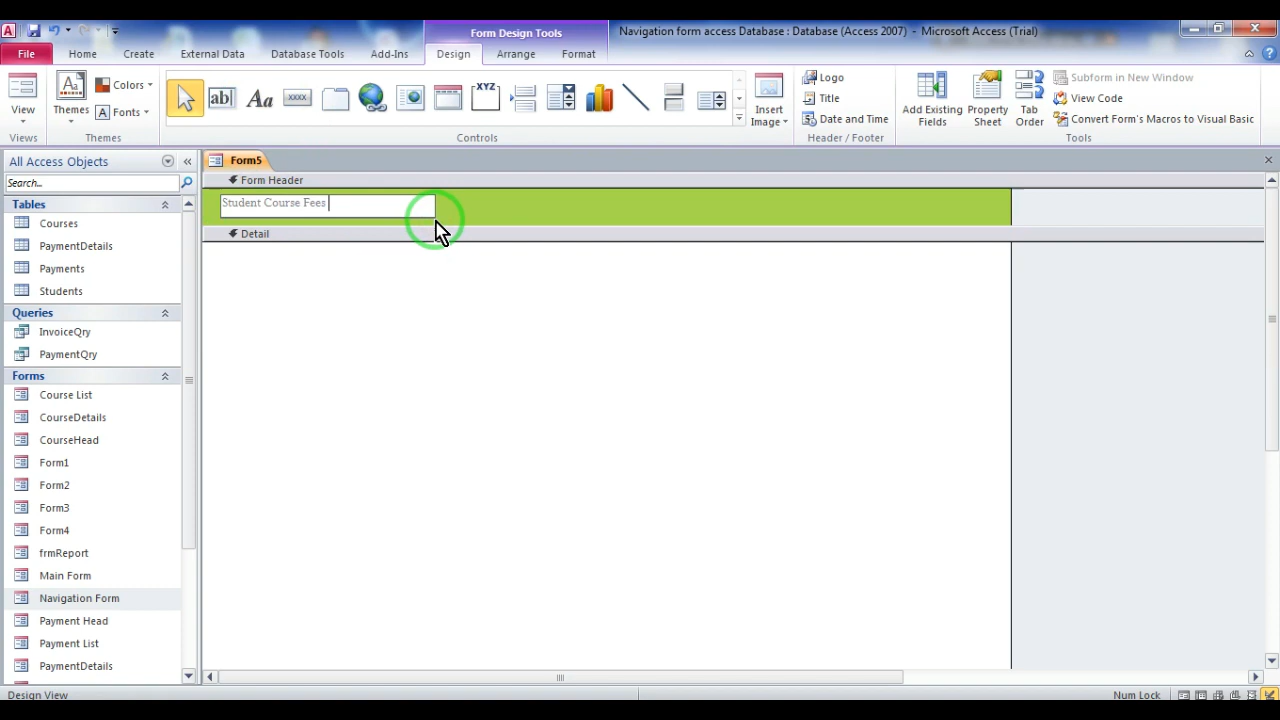 Form Design Tools
Navigation form access Database : Database (Access 2007) - Microsoft Access (Trial)
File
Home
Create
External Data
Database Tools
Add-Ins
Design
Arrange
Format
View
Views
Themes
Colors
Fonts
Themes
ab|
Aa
XXXX
XYZ
Controls
Insert
Image
Logo
Title
Date and Time
Header / Footer
Add Existing
Fields
Property
Sheet
Tab
Order
Subform in New Window
View Code
Convert Form's Macros to Visual Basic
Tools
All Access Objects
Search...
Tables
Courses
PaymentDetails
Payments
Students
Queries
InvoiceQry
PaymentQry
Forms
Course List
CourseDetails
CourseHead
Form1
Form2
Form3
Form4
frmReport
Main Form
Navigation Form
Payment Head
Payment List
PaymentDetails
Form5
Form Header
Student Course Fees
Detail
Design View
Num Lock